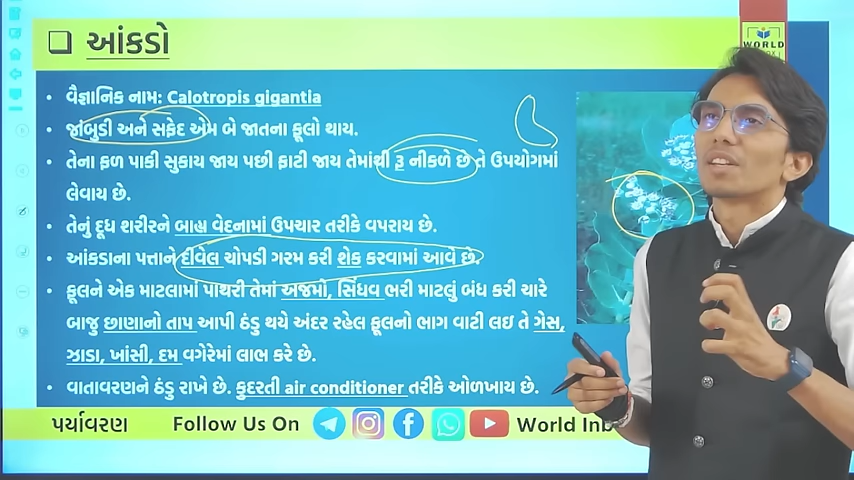 ❑ આંકડો
WORLD
• વૈજ્ઞાનિક નામ: Calotropis gigantia
• જાંબુડી અને સફેદ એમ બે જાતના ફૂલો થાય.
• તેના ફળ પાકી સુકાય જાય પછી ફાટી જાય તેમાંથી રૂ નીકળે છે તે ઉપયોગમાં
લેવાય છે.
• તેનું દૂધ શરીરને બાહ્ય વેદનામાં ઉપચાર તરીકે વપરાય છે.
• આંકડાના પત્તાને દીવેલ ચોપડી ગરમ કરી શેક કરવામાં આવે છે.
• ફૂલને એક માટલામાં પાથરી તેમાં અજમો, સિંધવ ભરી માટલું બંધ કરી ચારે
બાજુ છાણાનો તાપ આપી ઠંડુ થયે અંદર રહેલ ફૂલનો ભાગ વાટી લઇ તે ગેસ,
ઝાડા, ખાંસી, દમ વગેરેમાં લાભ કરે છે.
• વાતાવરણને ઠંડુ રાખે છે. કુદરતી air conditioner તરીકે ઓળખાય છે.
પર્યાવરણ Follow Us On World Inb